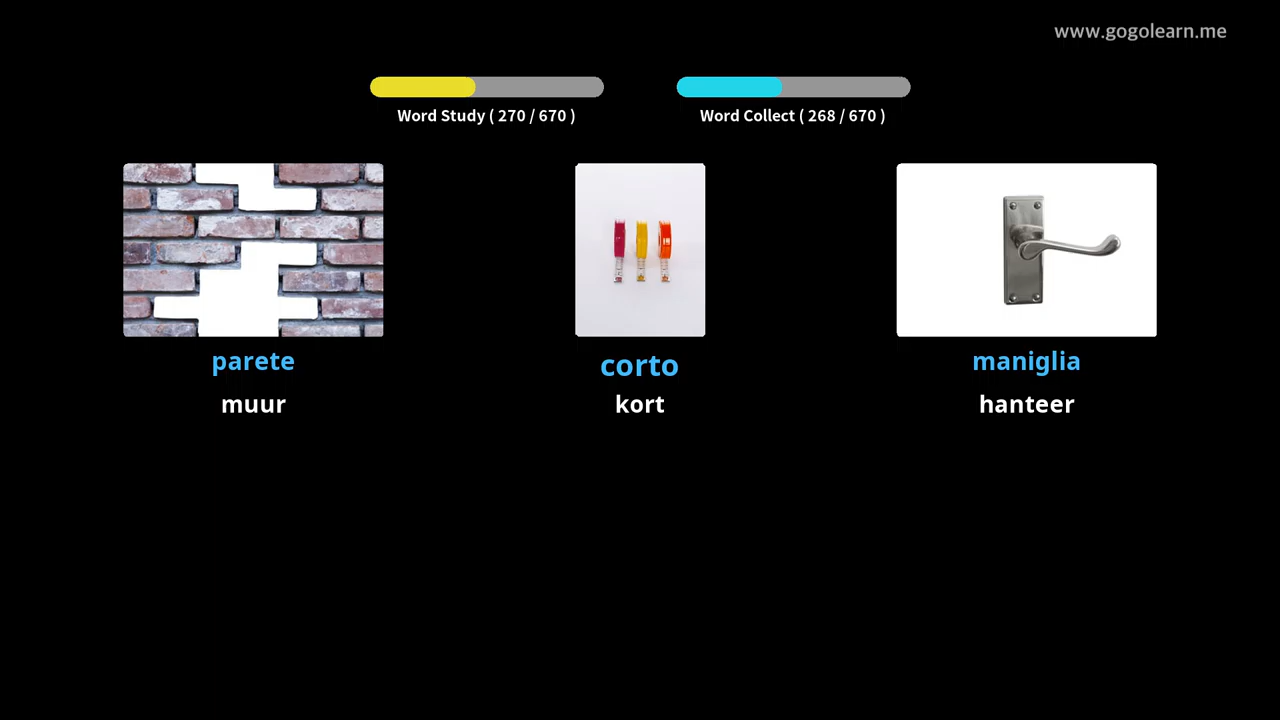 www.gogolearn.me
Word Study ( 270 / 670 )
Word Collect ( 268 / 670 )
parete
corto
maniglia
muur
kort
hanteer